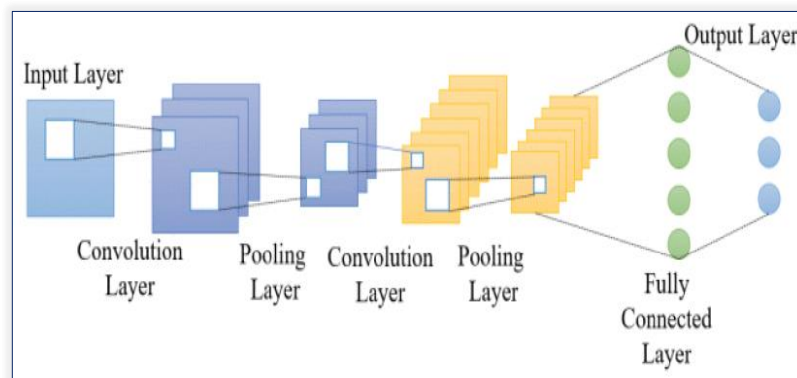 Input Layer
Output Layer
Convolution
Layer
Pooling
Layer
Convolution
Layer
Pooling
Layer
Fully
Connected
Layer